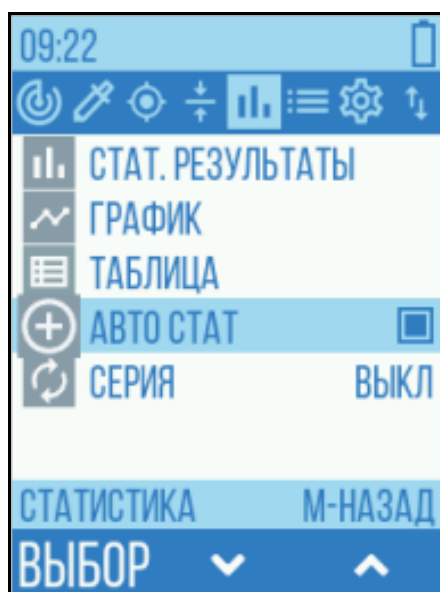 09:22
СТАТ. РЕЗУЛЬТАТЫ
ГРАФИК
ТАБЛИЦА
АВТО СТАТ
СЕРИЯ ВЫКЛ
СТАТИСТИКА М-НАЗАД
ВЫБОР